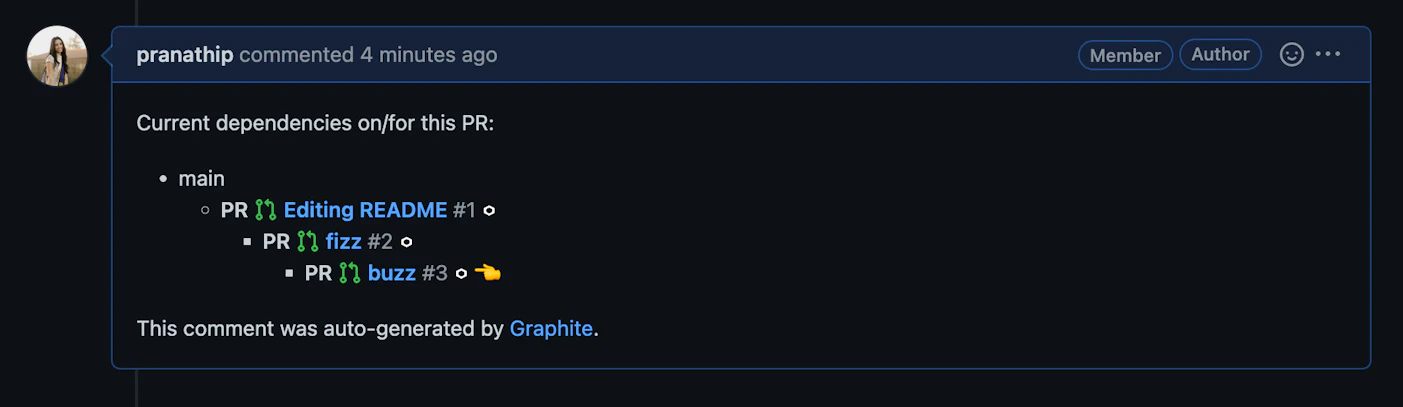 pranathip commented 4 minutes ago Member Author
Current dependencies on/for this PR:
main
PR Editing README #1
PR fizz #2
PR buzz #3
This comment was auto-generated by Graphite.